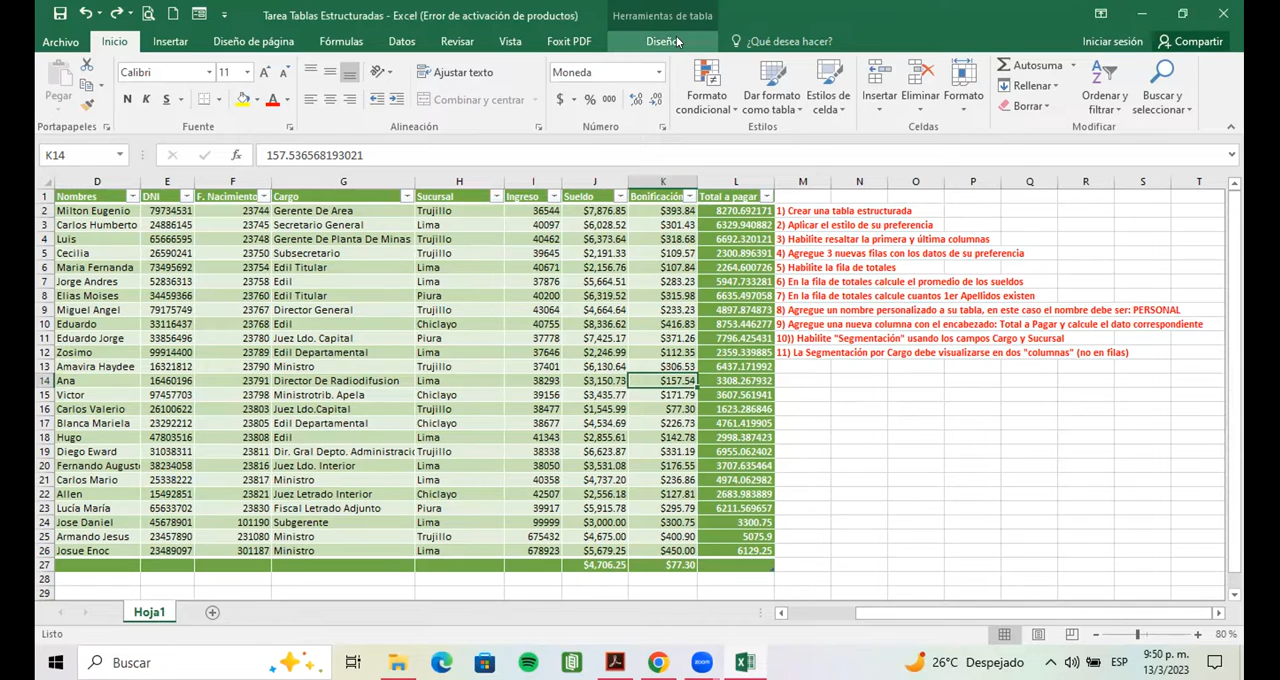 Tarea Tablas Estructuradas - Excel (Error de activación de productos)
Herramientas de tabla
Archivo Inicio Insertar Diseño de página Fórmulas Datos Revisar Vista Foxit PDF Diseño ¿Qué desea hacer? Iniciar sesión Compartir
Pegar
Calibri 11
N K S
Ajustar texto
Combinar y centrar
Moneda
$ % 000
Formato condicional
Dar formato como tabla
Estilos de celda
Insertar Eliminar Formato
Autosuma
Rellenar
Borrar
Ordenar y filtrar
Buscar y seleccionar
Portapapeles Fuente Alineación Número Estilos Celdas Modificar
K14 fx 157.536568193021
D E F G H I J K L M N O P Q R S T
1 Nombres DNI F. Nacimiento Cargo Sucursal Ingreso Sueldo Bonificación Total a pagar
2 Milton Eugenio 79734531 23744 Gerente De Area Trujillo 36544 $7,876.85 $393.84 8270.692171 1) Crear una tabla estructurada
3 Carlos Humberto 24886145 23745 Secretario General Trujillo 40970 $6,028.52 $301.43 6329.940882 2) Aplicar el estilo de su preferencia
4 Luis 65666595 23748 Gerente De Planta De Minas Trujillo 40462 $6,373.64 $318.68 6692.320121 3) Habilite resaltar la primera y última columnas
5 Cecilia 26590241 23750 Subsecretario Trujillo 39645 $2,191.33 $109.57 2300.896391 4) Agregue 3 nuevas filas con los datos de su preferencia
6 Maria Fernanda 73495692 23754 Edil Titular Lima 40671 $2,156.76 $107.84 2264.600726 5) Habilite la fila de totales
7 Jorge Andres 52836313 23758 Edil Lima 37876 $5,664.51 $283.23 5947.733281 6) En la fila de totales calcule el promedio de los sueldos
8 Elias Moises 34459366 23760 Edil Titular Piura 40200 $6,319.52 $315.98 6635.497058 7) En la fila de totales calcule cuantos 1er Apellidos existen
9 Miguel Angel 79175749 23767 Director General Trujillo 40910 $4,664.64 $233.23 4897.874873 8) Agregue un nombre personalizado a su tabla, en este caso el nombre debe ser: PERSONAL
10 Eduardo 33116437 23768 Edil Chiclayo 40755 $8,336.62 $416.83 8753.446277 9) Agregue una nueva columna con el encabezado: Total a Pagar y calcule el dato correspondiente
11 Eduardo Jorge 33856496 23780 Juez Ldo. Capital Piura 37778 $7,425.17 $371.26 7796.425431 10)) Habilite "Segmentación" usando los campos Cargo y Sucursal
12 Zosimo 99914400 23789 Edil Departamental Lima 37652 $2,246.99 $112.35 2359.339885 11) La Segmentación por Cargo debe visualizarse en dos "columnas" (no en filas)
13 Amavira Haydee 16321812 23790 Ministro Trujillo 37635 $6,130.64 $306.53 6437.171992
14 Ana 16460196 23791 Director De Radiodifusion Lima 38293 $3,150.73 $157.54 3308.267932
15 Victor 97457703 23798 Ministrotrib. Apela Chiclayo 39256 $3,435.77 $171.79 3607.561941
16 Carlos Valerio 26100622 23803 Juez Ldo.Capital Trujillo 38477 $1,545.99 $77.30 1623.286846
17 Blanca Mariela 23292212 23805 Edil Departamental Chiclayo 37760 $4,534.69 $226.73 4761.419905
18 Hugo 47803516 23808 Edil Lima 41343 $2,855.61 $142.78 2998.387423
19 Diego Eward 31038311 23811 Dir. Gral Depto. Administracio Trujillo 38252 $6,623.87 $331.19 6955.062402
20 Fernando August 38234058 23816 Juez Ldo. Interior Lima 38050 $3,531.08 $176.55 3707.635464
21 Carlos Mario 25338222 23817 Ministro Lima 40358 $4,737.20 $236.86 4974.062982
22 Allen 15492851 23821 Juez Letrado Interior Chiclayo 42507 $2,556.18 $127.81 2683.983889
23 Lucía María 65633702 23830 Fiscal Letrado Adjunto Piura 39917 $5,915.78 $295.79 6211.569657
24 Jose Daniel 45678901 101190 Subgerente Lima 99999 $3,000.00 $300.75 3300.75
25 Armando Jesus 23457890 231080 Ministro Trujillo 675432 $4,675.00 $400.90 5075.9
26 Josue Enoc 23489097 301187 Ministro Lima 678923 $5,679.25 $450.00 6129.25
27 $4,706.25 $77.30
28
29
Hoja1
Listo 80 %
Buscar
zoom
26°C Despejado
ESP
9:50 p. m.
13/3/2023